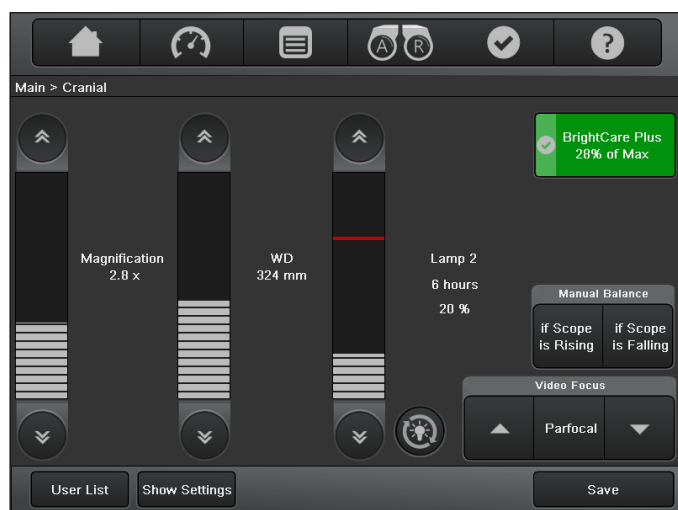 A R ?
Main > Cranial
BrightCare Plus
28% of Max
Magnification
2.8 x
WD
324 mm
Lamp 2
6 hours
20 %
Manual Balance
if Scope
is Rising
if Scope
is Falling
Video Focus
Parfocal
User List
Show Settings
Save